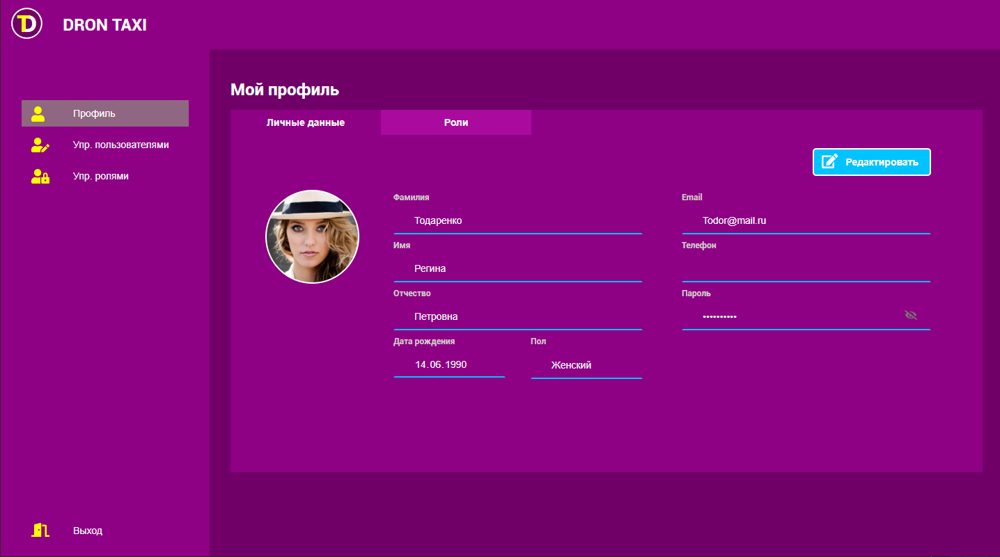 TD
DRON TAXI
Профиль
Упр. пользователями
Упр. ролями
Выход
Мой профиль
Личные данные
Роли
Редактировать
Фамилия
Тодаренко
Имя
Регина
Отчество
Петровна
Дата рождения
14.06.1990
Пол
Женский
Email
Todor@mail.ru
Телефон
Пароль
••••••••••